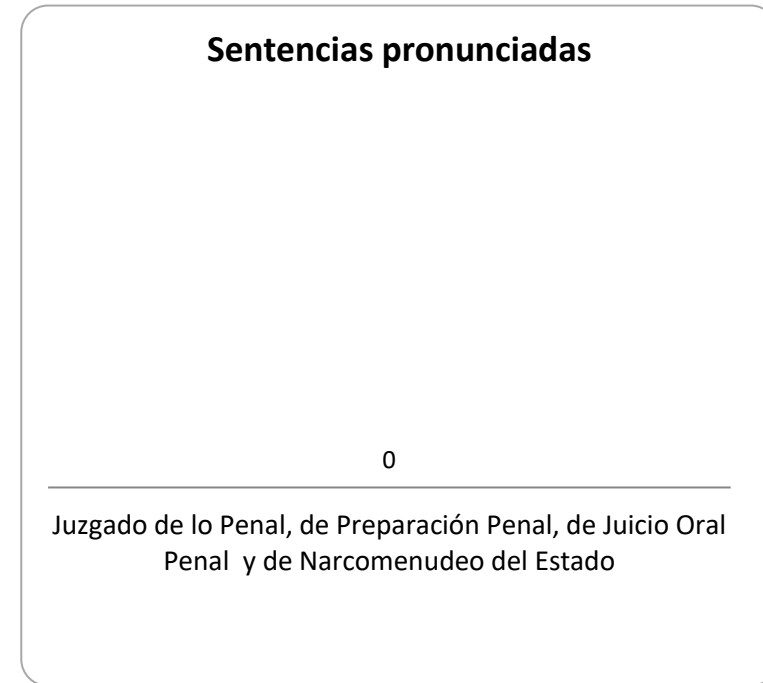 Sentencias pronunciadas
0
Juzgado de lo Penal, de Preparación Penal, de Juicio Oral
Penal  y de Narcomenudeo del Estado